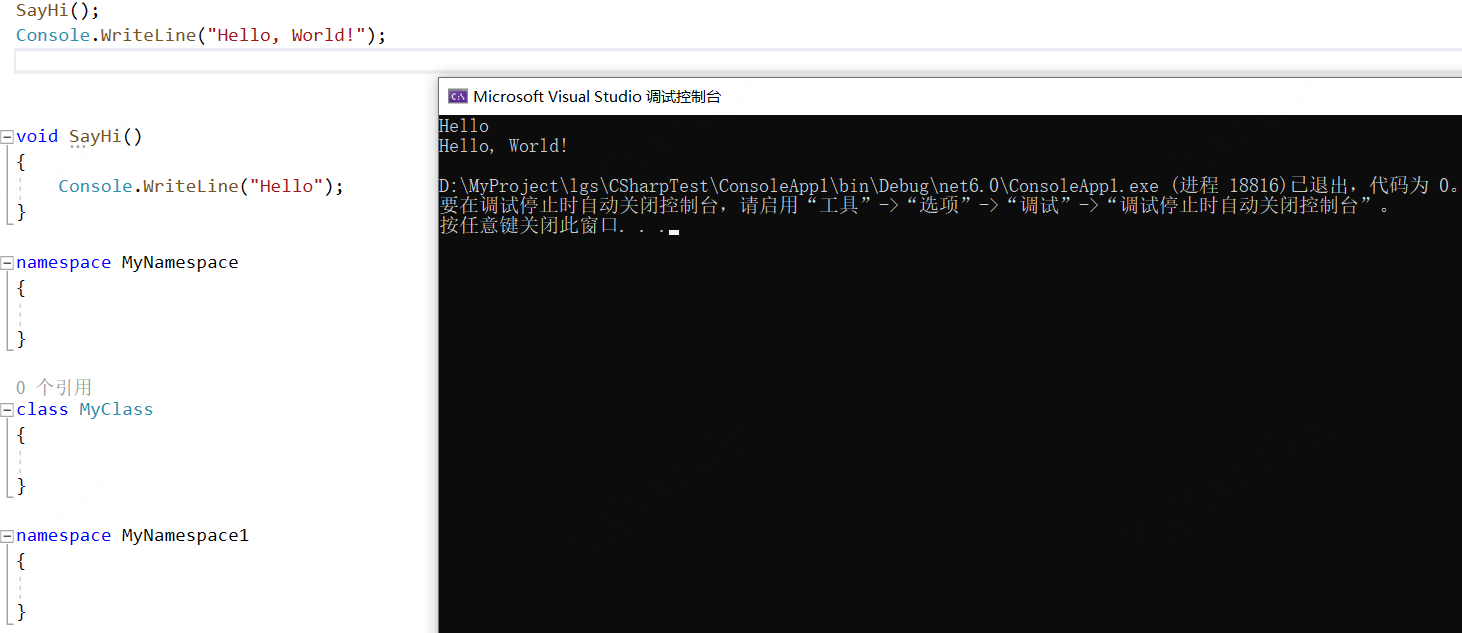 SayHi();
Console.WriteLine("Hello, World!");
void SayHi()
{
Console.WriteLine("Hello");
}
namespace MyNamespace
{
}
0 个引用
class MyClass
{
}
namespace MyNamespace1
{
}
Microsoft Visual Studio 调试控制台
Hello
Hello, World!
D:\MyProject\lgs\CSharpTest\ConsoleApp1\bin\Debug\net6.0\ConsoleApp1.exe (进程 18816)已退出，代码为 0。
要在调试停止时自动关闭控制台，请启用“工具”->“选项”->“调试”->“调试停止时自动关闭控制台”。
按任意键关闭此窗口. . .